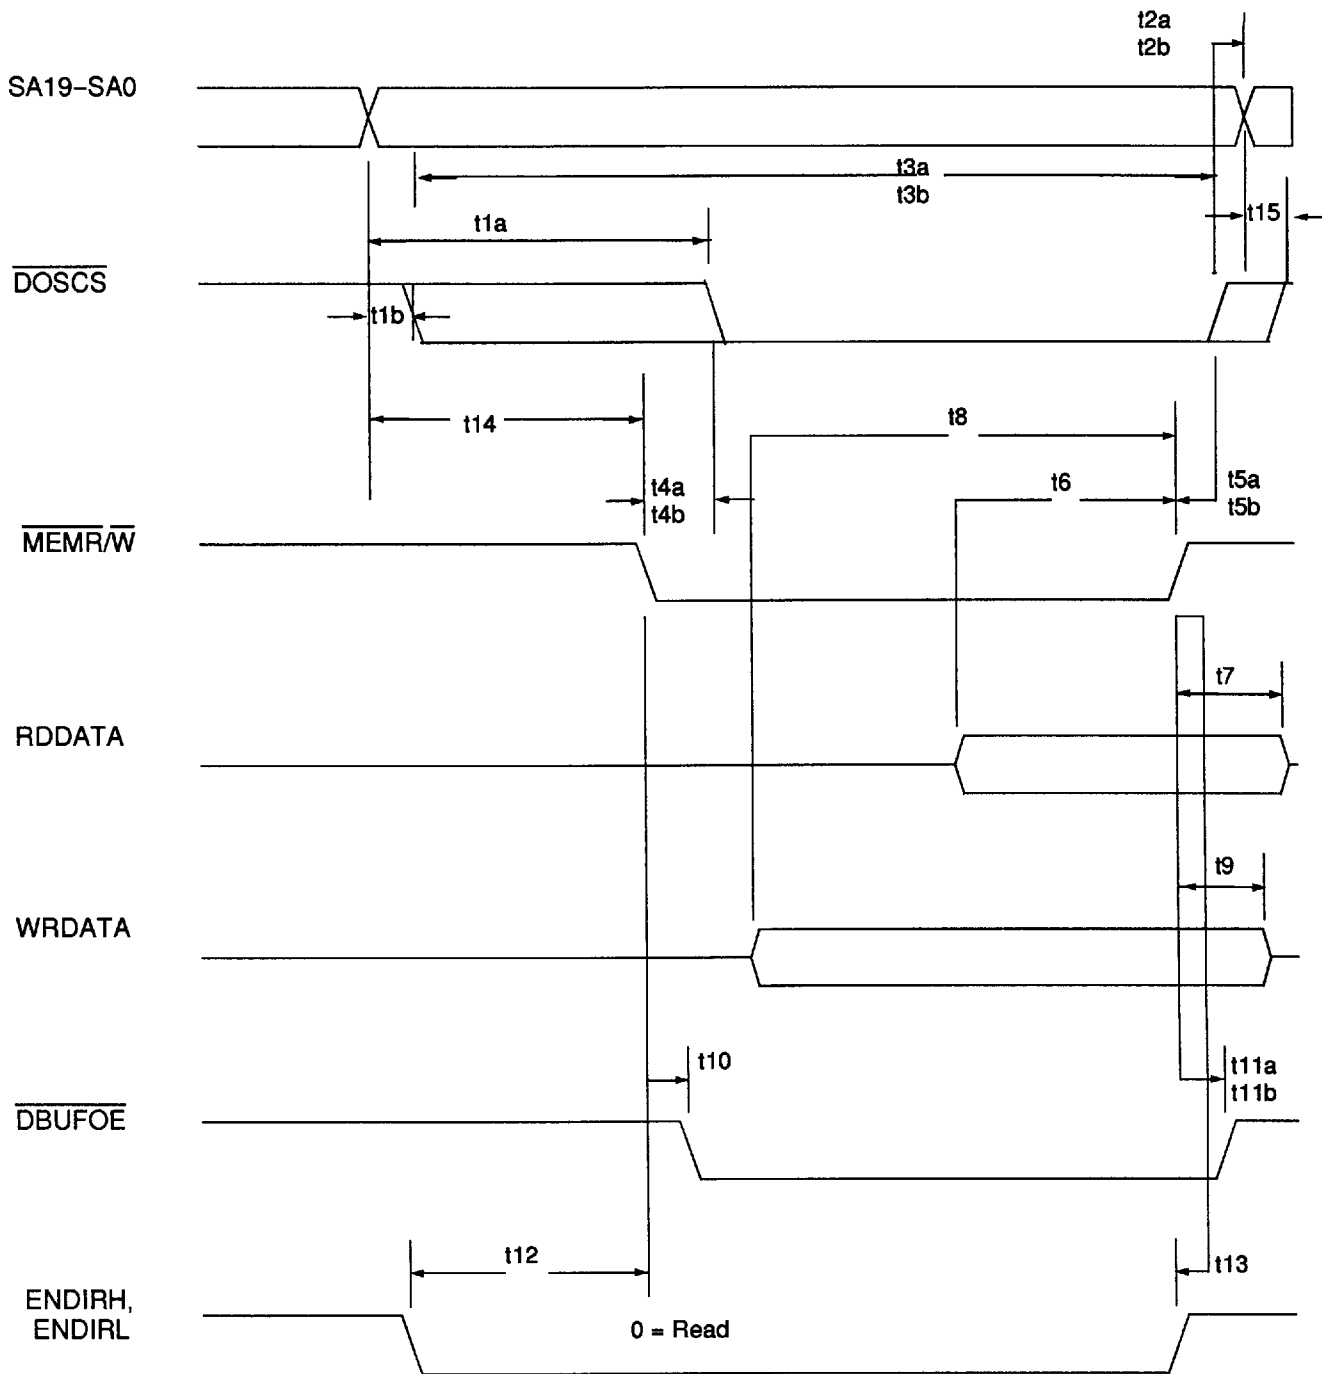 t2a
t2b
SA19–SA0
t3a
t3b
t15
t1a
DOSCS
t1b
t14
t8
t4a
t4b
t6
t5a
t5b
MEMR/W
t7
RDDATA
t9
WRDATA
t10
t11a
t11b
DBUFOE
t12
t13
ENDIRH,
ENDIRL
0 = Read